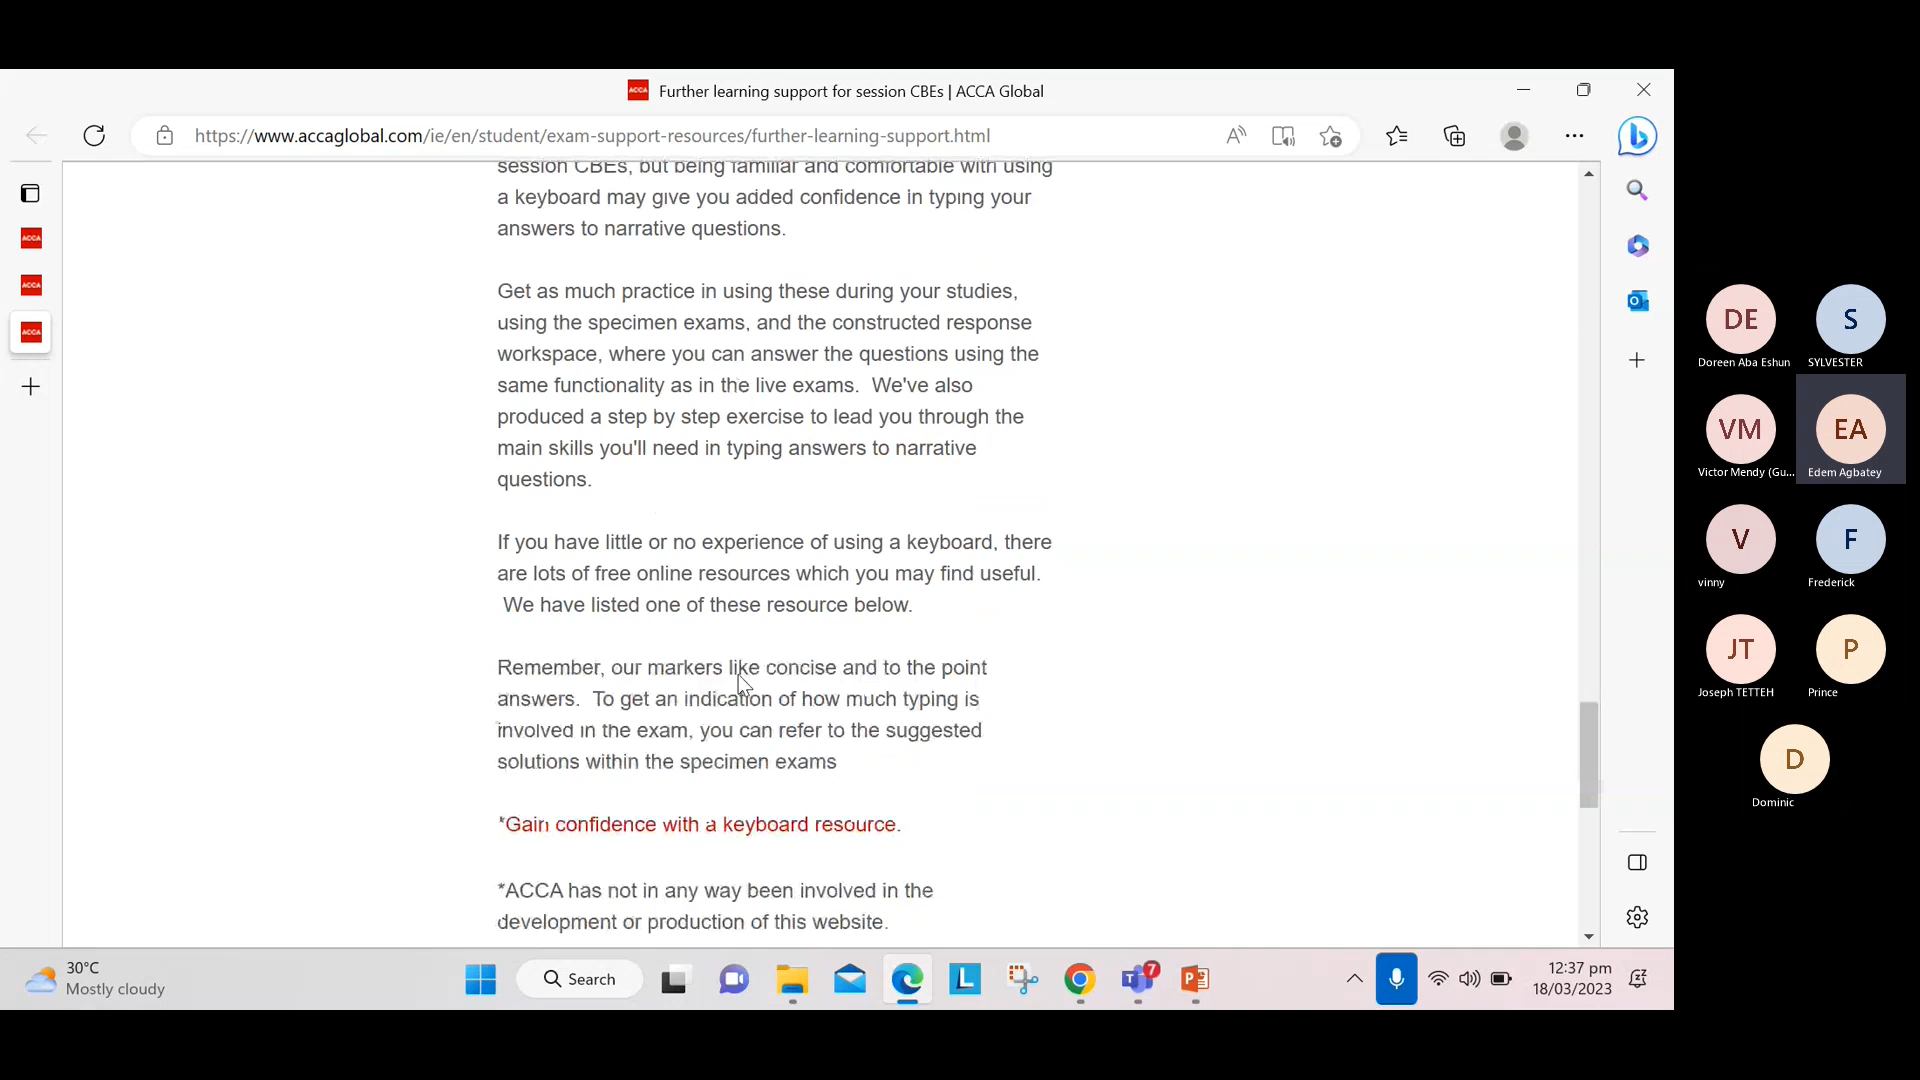 ACCA Further learning support for session CBEs | ACCA Global
https://www.accaglobal.com/ie/en/student/exam-support-resources/further-learning-support.html
ACCA
ACCA
ACCA
session CBEs, but being familiar and comfortable with using
a keyboard may give you added confidence in typing your
answers to narrative questions.
Get as much practice in using these during your studies,
using the specimen exams, and the constructed response
workspace, where you can answer the questions using the
same functionality as in the live exams.  We've also
produced a step by step exercise to lead you through the
main skills you'll need in typing answers to narrative
questions.
If you have little or no experience of using a keyboard, there
are lots of free online resources which you may find useful.
We have listed one of these resource below.
Remember, our markers like concise and to the point
answers.  To get an indication of how much typing is
involved in the exam, you can refer to the suggested
solutions within the specimen exams
*Gain confidence with a keyboard resource.
*ACCA has not in any way been involved in the
development or production of this website.
DE S
Doreen Aba Eshun SYLVESTER
VM EA
Victor Mendy (Gu... Edem Agbatey
V F
vinny Frederick
JT P
Joseph TETTEH Prince
D
Dominic
30°C
Mostly cloudy
Search
L
7
12:37 pm
18/03/2023